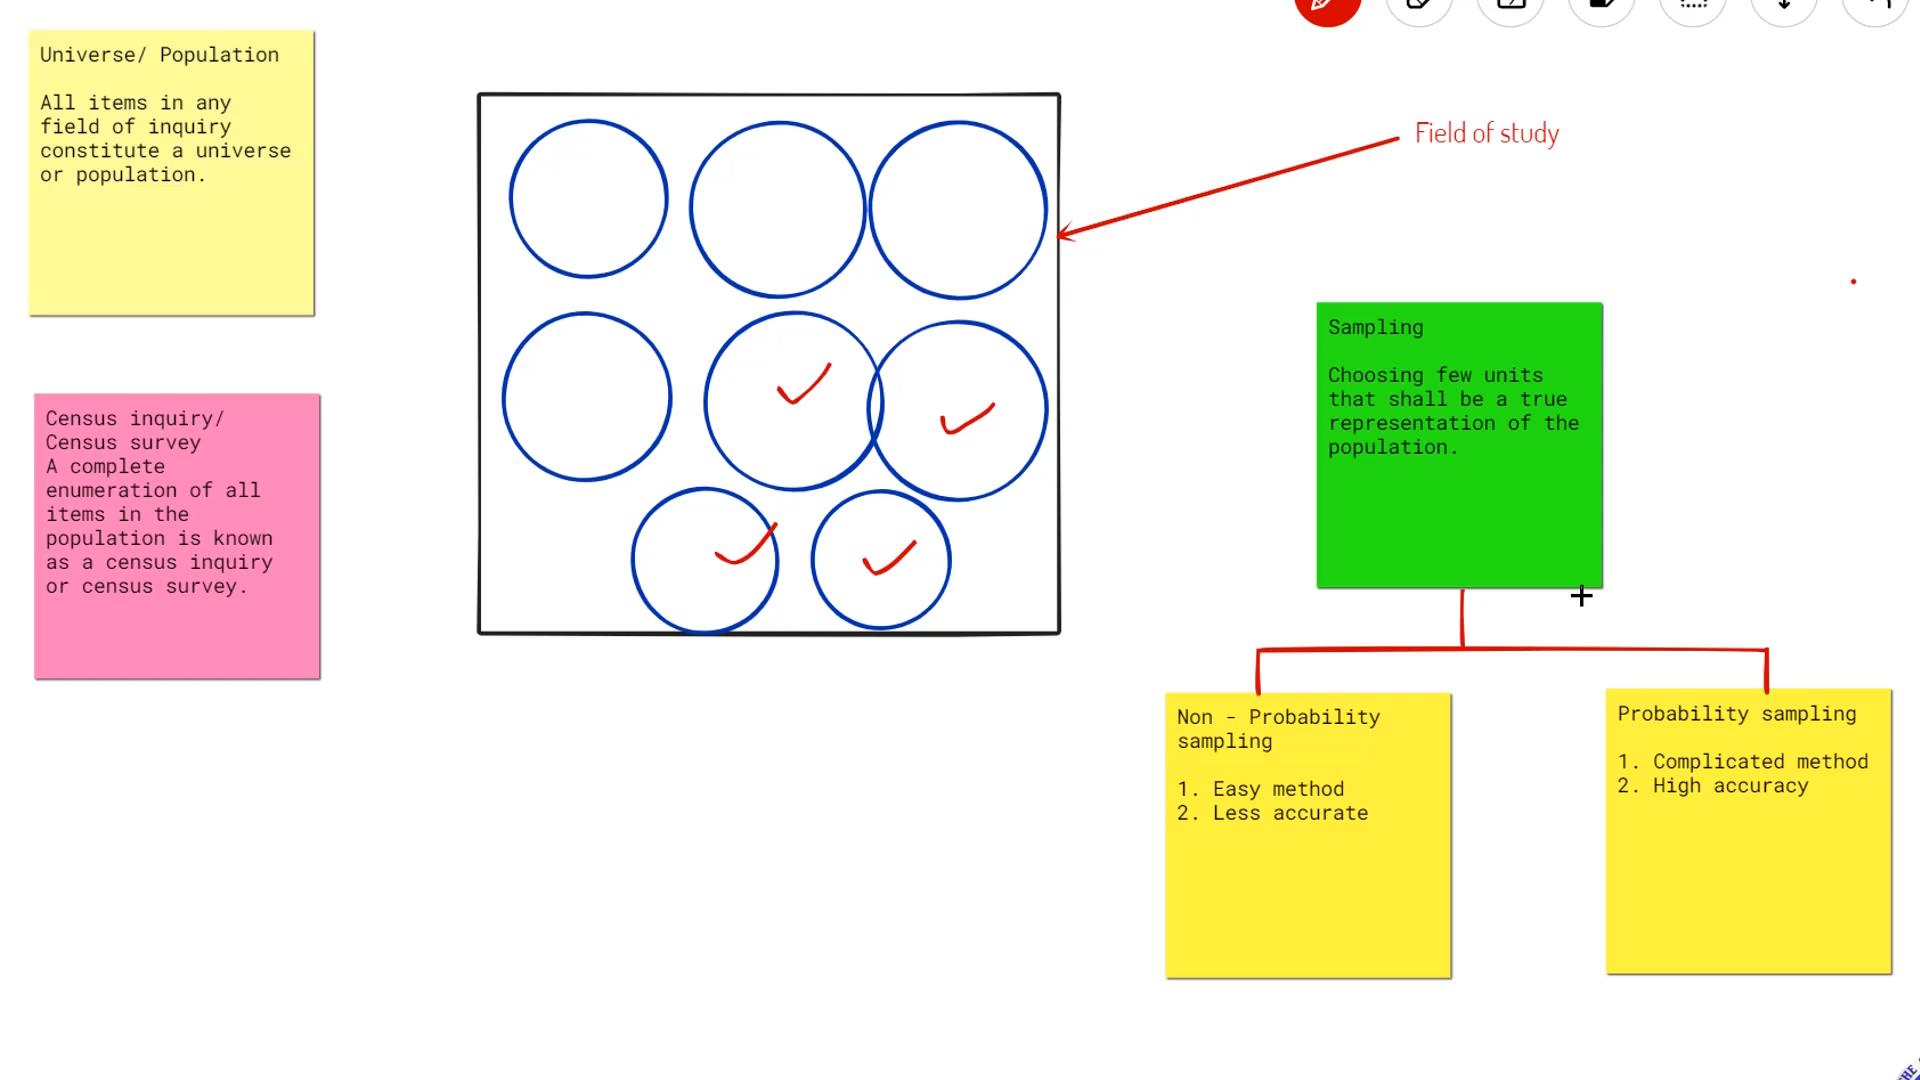 Universe/ Population
All items in any
field of inquiry
constitute a universe
or population.
Census inquiry/
Census survey
A complete
enumeration of all
items in the
population is known
as a census inquiry
or census survey.
Field of study
Sampling
Choosing few units
that shall be a true
representation of the
population.
Non - Probability
sampling
1. Easy method
2. Less accurate
Probability sampling
1. Complicated method
2. High accuracy